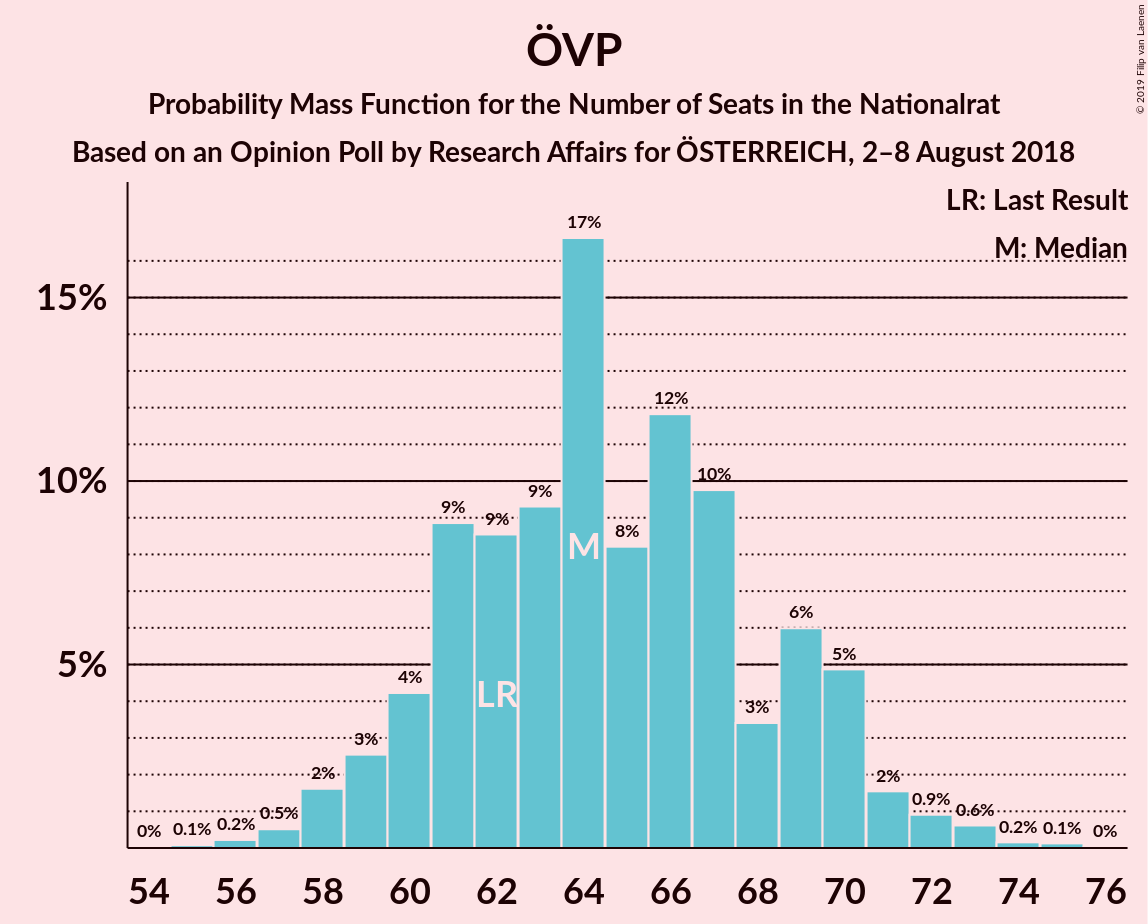 ÖVP
Probability Mass Function for the Number of Seats in the Nationalrat
Based on an Opinion Poll by Research Affairs for ÖSTERREICH, 2–8 August 2018
© 2019 Filip van Laenen
LR: Last Result
M: Median
15%
10%
5%
0%
0.1%
0.2%
0.5%
2%
3%
4%
9%
9%
9%
17%
8%
12%
10%
3%
6%
5%
2%
0.9%
0.6%
0.2%
0.1%
0%
LR
M
54 56 58 60 62 64 66 68 70 72 74 76